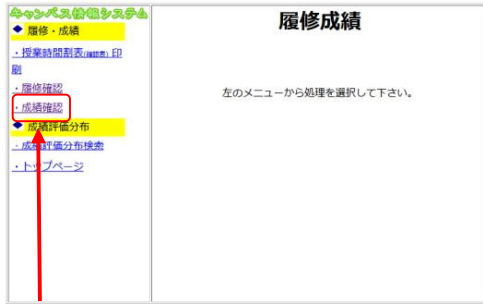 キャンパス情報システム
◆ 履修・成績
・授業時間割表(確認表)印
刷
・履修確認
・成績確認
◆ 成績評価分布
・成績評価分布検索
・トップページ
履修成績
左のメニューから処理を選択して下さい。